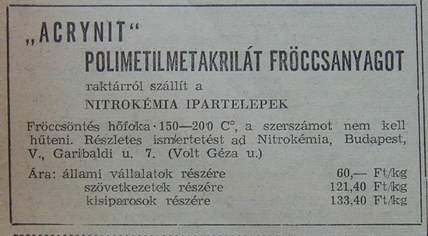 „ACRYNIT“
POLIMETILMETAKRILÁT FRÖCCSANYAGOT
raktárról szállít a
NITROKÉMIA IPARTELEPEK
Fröccsöntés hőfoka 150—200 C°, a szerszámot nem kell
hűteni. Részletes ismertetést ad Nitrokémia, Budapest,
V., Garibaldi u. 7. (Volt Géza u.)
Ára: állami vállalatok részére 60,— Ft/kg
szövetkezetek részére 121,40 Ft/kg
kisiparosok részére 133,40 Ft/kg